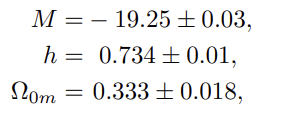 M = − 19.25 ± 0.03,
h = 0.734 ± 0.01,
Ω₀ₘ = 0.333 ± 0.018,